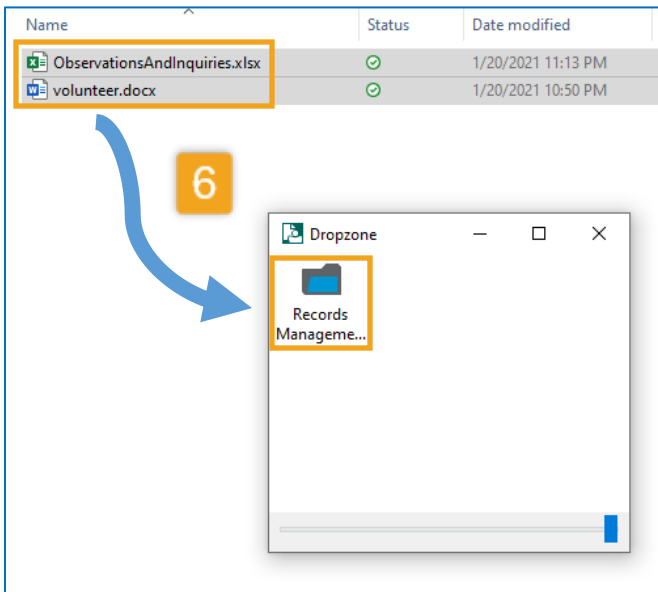 Name Status Date modified
ObservationsAndInquiries.xlsx 1/20/2021 11:13 PM
volunteer.docx 1/20/2021 10:50 PM
6
Dropzone
Records
Manageme...